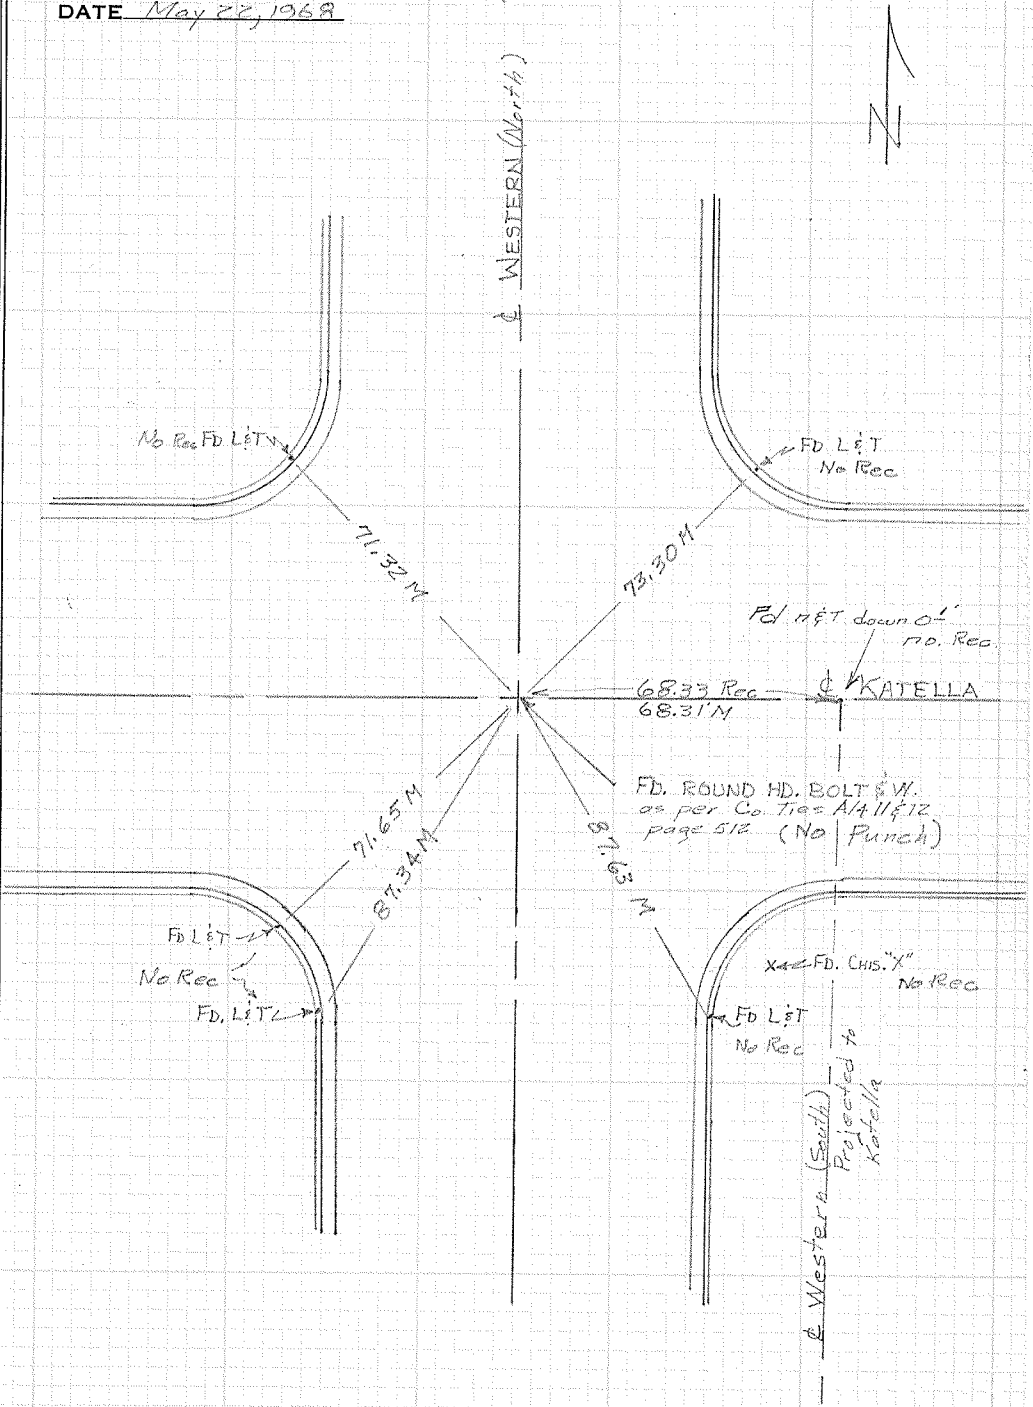 DATE May 22, 1968
N
℄ WESTERN (North)
No Rec FD. L&T
FD. L&T
No Rec
71.32 M
73.30 M
Fd n&T down
no. Rec.
68.33 Rec
68.31' M
℄ KATELLA
FD. ROUND HD. BOLT & W.
as per Co. Ties A/4 11&12
page 512 (No Punch)
71.65 M
87.34 M
87.63 M
FD L&T
No Rec
FD. L&T
X FD. CHIS. "X"
No Rec
FD L&T
No Rec
℄ Western (South)
Projected to
Katella